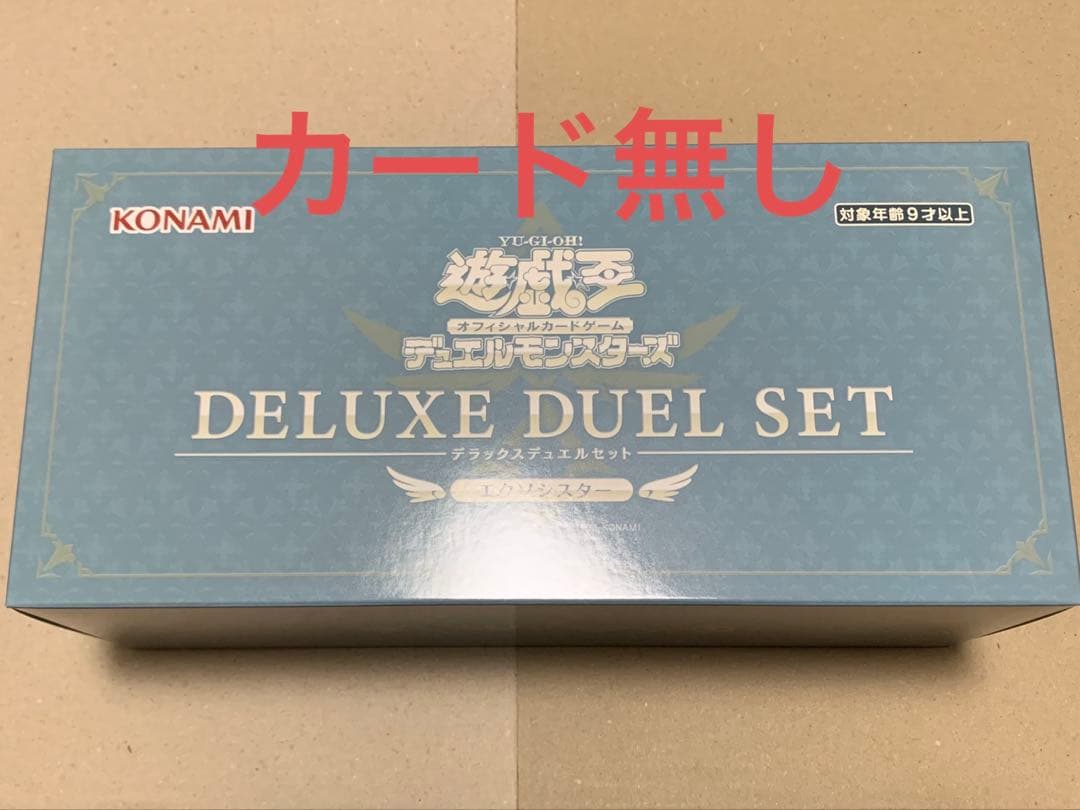 カード無し
KONAMI
対象年齢9才以上
YU-GI-OH!
遊戯王
オフィシャルカードゲーム
デュエルモンスターズ
DELUXE DUEL SET
デラックスデュエルセット
エクソシスター
KONAMI